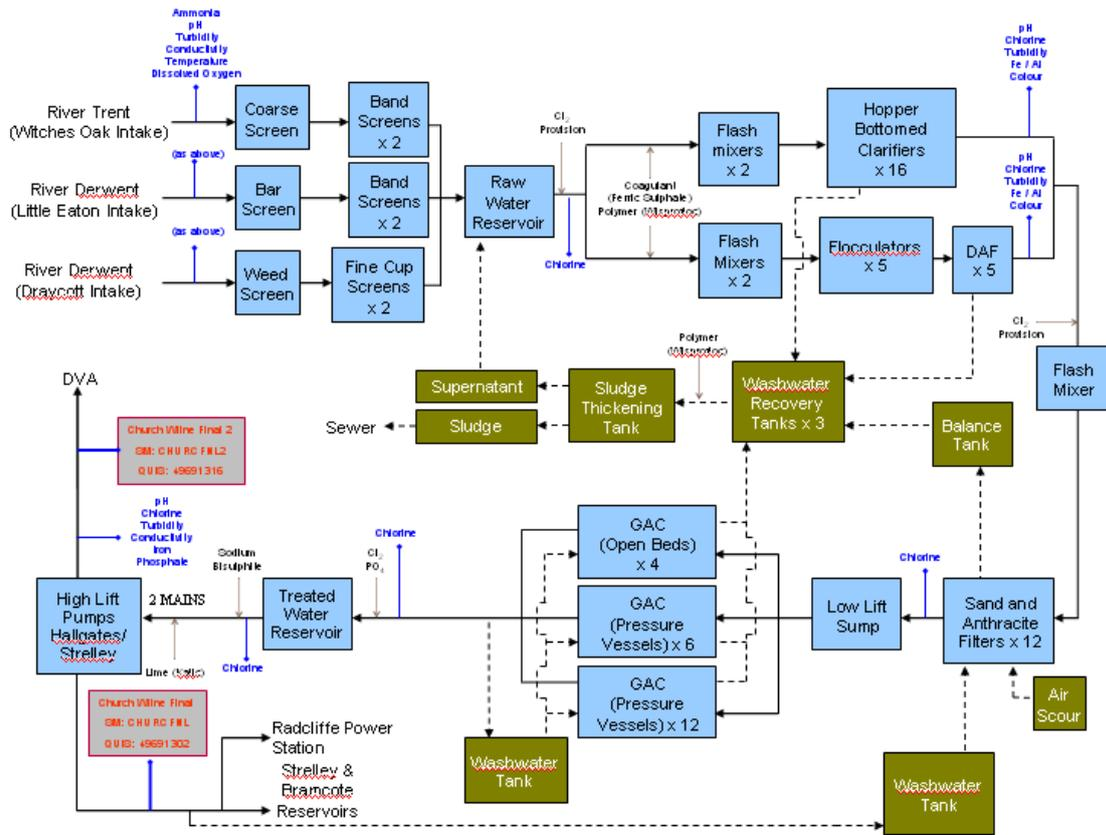 Ammonia
pH
Turbidity
Conductivity
Temperature
Dissolved Oxygen
River Trent
(Witches Oak Intake)
Coarse
Screen
Band
Screens
x 2
(as above)
River Derwent
(Little Eaton Intake)
Bar
Screen
Band
Screens
x 2
(as above)
River Derwent
(Draycott Intake)
Weed
Screen
Fine Cup
Screens
x 2
Raw
Water
Reservoir
Cl2
Provision
Chlorine
Coagulant
(Ferric Sulphate)
Polymer (Wisprofloc)
Flash
mixers
x 2
Hopper
Bottomed
Clarifiers
x 16
pH
Chlorine
Turbidity
Fe / Al
Colour
Flash
Mixers
x 2
Flocculators
x 5
DAF
x 5
pH
Chlorine
Turbidity
Fe / Al
Colour
Cl2
Provision
Flash
Mixer
Supernatant
Sludge
Sewer
Sludge
Thickening
Tank
Polymer
(Wisprofloc)
Washwater
Recovery
Tanks x 3
Balance
Tank
DVA
Church Wilne Final 2
SM: CHURCFNL2
QUIS: 49691316
pH
Chlorine
Turbidity
Conductivity
Iron
Phosphate
High Lift
Pumps
Hallgates/
Strelley
2 MAINS
Sodium
Bisulphite
Lime (Kalic)
Chlorine
Treated
Water
Reservoir
Cl2
PO4
Chlorine
GAC
(Open Beds)
x 4
GAC
(Pressure
Vessels) x 6
GAC
(Pressure
Vessels) x 12
Low Lift
Sump
Chlorine
Sand and
Anthracite
Filters x 12
Air
Scour
Washwater
Tank
Washwater
Tank
Church Wilne Final
SM: CHURCFNL
QUIS: 49691302
Radcliffe Power
Station
Strelley &
Bramcote
Reservoirs